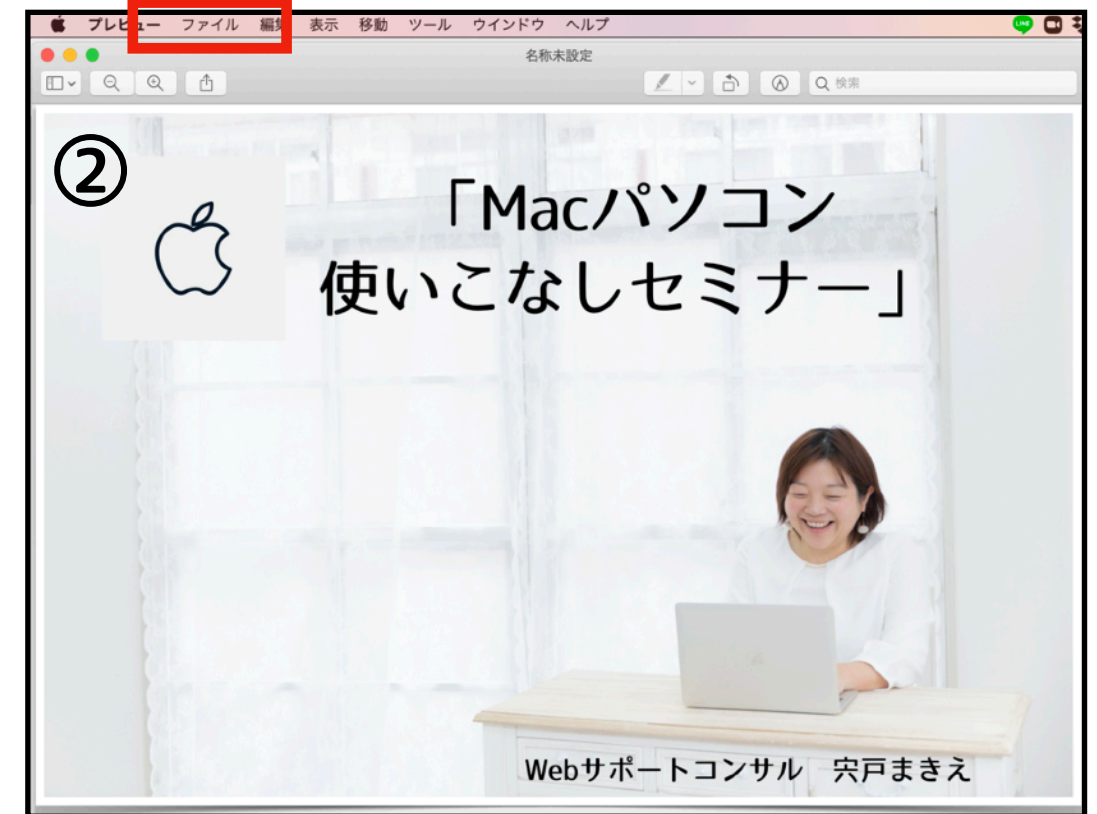 プレビュー ファイル 編集 表示 移動 ツール ウインドウ ヘルプ
LINE
名称未設定
検索
②
「Macパソコン
使いこなしセミナー」
Webサポートコンサル 宍戸まきえ